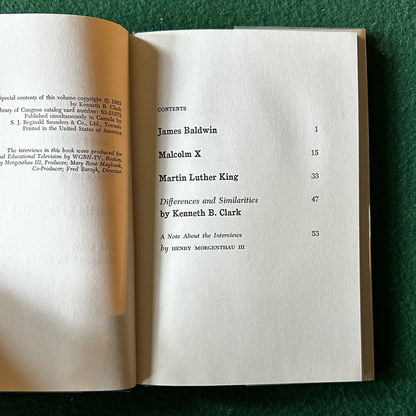 Special contents of this volume copyright © 1963
by Kenneth B. Clark
Library of Congress catalog card number: 63-21975
Published simultaneously in Canada by
S. J. Reginald Saunders & Co., Ltd., Toronto
Printed in the United States of America
The interviews in this book were produced for
Educational Television by WGBH-TV, Boston:
Morgenthau III, Producer; Mary Rose Maybank,
Co-Producer; Fred Barzyk, Director.
CONTENTS
James Baldwin 1
Malcolm X 15
Martin Luther King 33
Differences and Similarities 47
by Kenneth B. Clark
A Note About the Interviews 53
by HENRY MORGENTHAU III